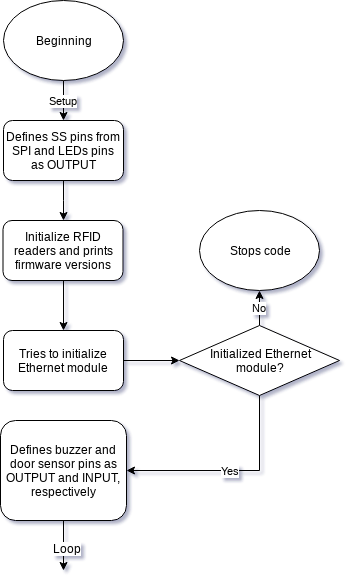 Beginning
Setup
Defines SS pins from
SPI and LEDs pins
as OUTPUT
Initialize RFID
readers and prints
firmware versions
Stops code
No
Tries to initialize
Ethernet module
Initialized Ethernet
module?
Yes
Defines buzzer and
door sensor pins as
OUTPUT and INPUT,
respectively
Loop